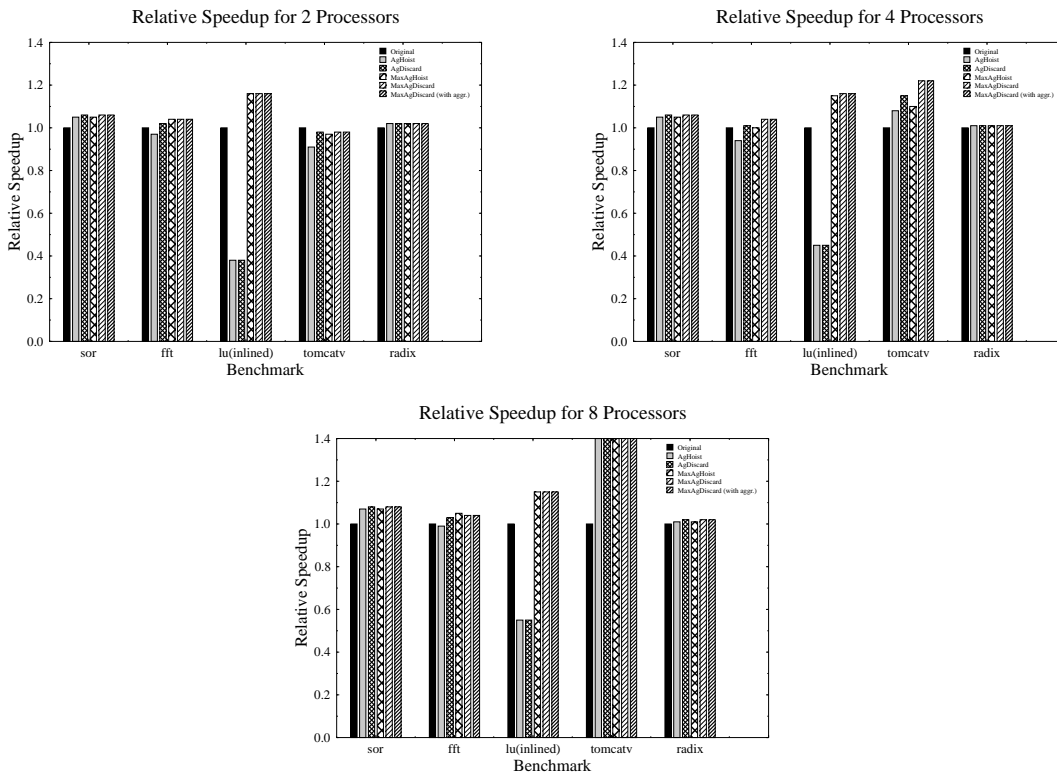 Relative Speedup for 2 Processors
Relative Speedup
1.4
1.2
1.0
0.8
0.6
0.4
0.2
0.0
Original
AgHoist
AgDiscard
MaxAgHoist
MaxAgDiscard
MaxAgDiscard (with aggr.)
sor fft lu(inlined) tomcatv radix
Benchmark
Relative Speedup for 4 Processors
Relative Speedup
1.4
1.2
1.0
0.8
0.6
0.4
0.2
0.0
Original
AgHoist
AgDiscard
MaxAgHoist
MaxAgDiscard
MaxAgDiscard (with aggr.)
sor fft lu(inlined) tomcatv radix
Benchmark
Relative Speedup for 8 Processors
Relative Speedup
1.4
1.2
1.0
0.8
0.6
0.4
0.2
0.0
Original
AgHoist
AgDiscard
MaxAgHoist
MaxAgDiscard
MaxAgDiscard (with aggr.)
sor fft lu(inlined) tomcatv radix
Benchmark